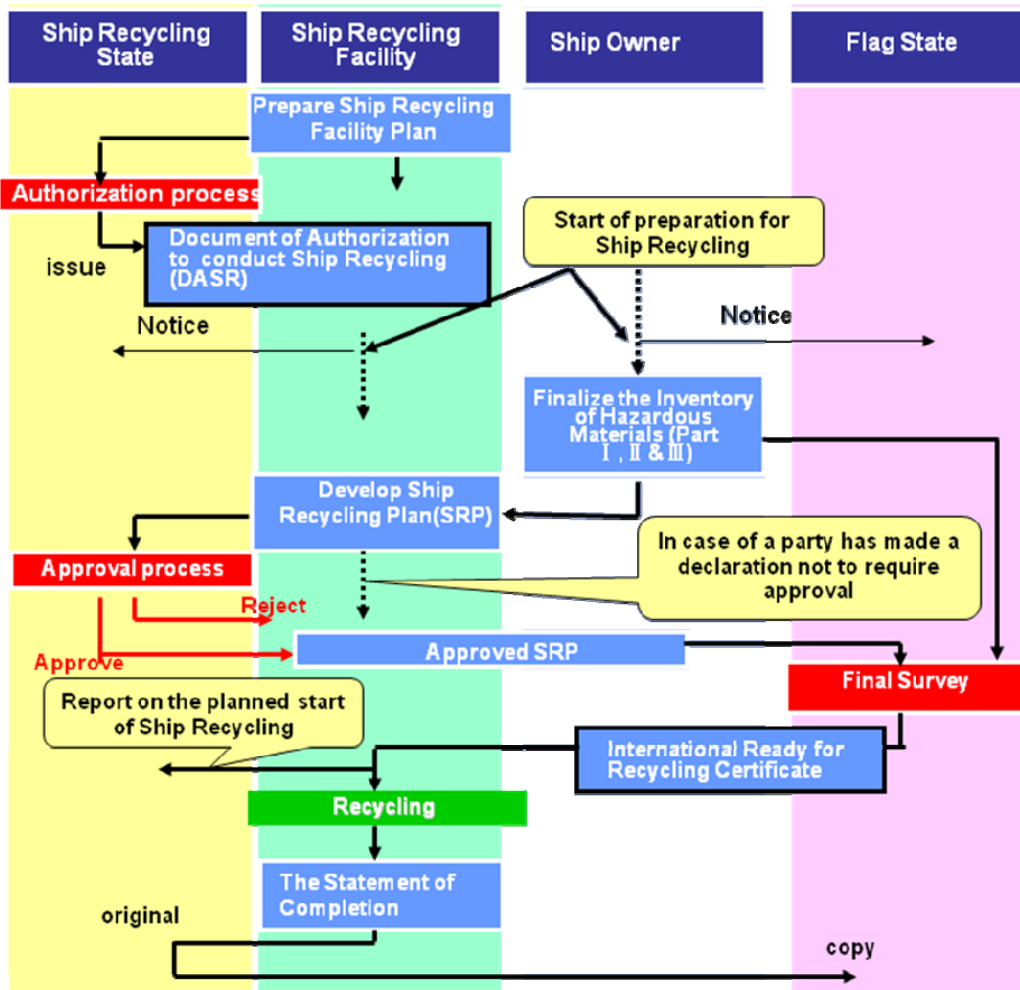 Ship Recycling
State
Ship Recycling
Facility
Ship Owner
Flag State
Prepare Ship Recycling
Facility Plan
Authorization process
Start of preparation for
Ship Recycling
Document of Authorization
to conduct Ship Recycling
(DASR)
issue
Notice
Notice
Finalize the Inventory
of Hazardous
Materials (Part
Ⅰ, Ⅱ & Ⅲ)
Develop Ship
Recycling Plan(SRP)
In case of a party has made a
declaration not to require
approval
Approval process
Reject
Approve
Approved SRP
Final Survey
Report on the planned start
of Ship Recycling
International Ready for
Recycling Certificate
Recycling
The Statement of
Completion
original
copy